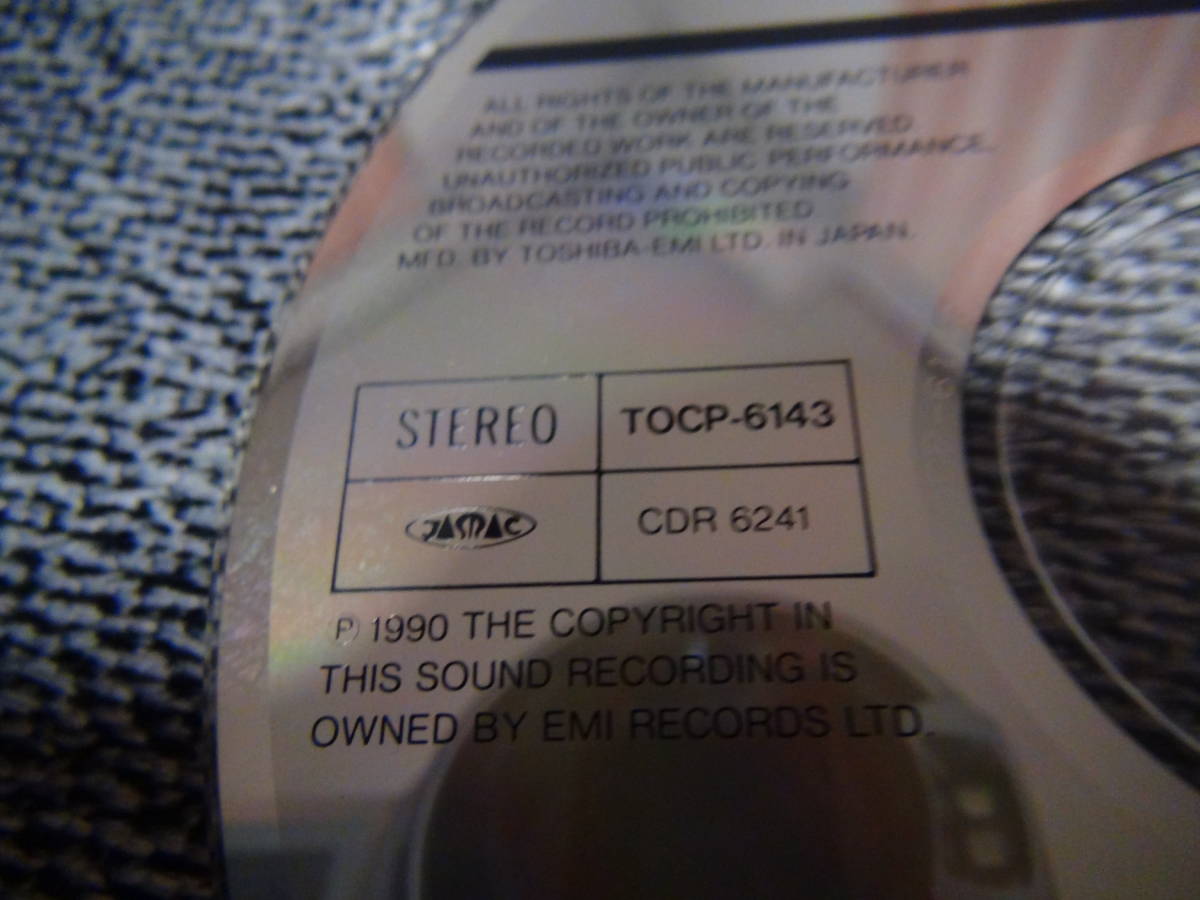 ALL RIGHTS OF THE MANUFACTURER
AND OF THE OWNER OF THE
RECORDED WORK ARE RESERVED
UNAUTHORIZED PUBLIC PERFORMANCE.
BROADCASTING AND COPYING
OF THE RECORD PROHIBITED
MFD. BY TOSHIBA-EMI LTD. IN JAPAN.
STEREO TOCP-6143
JASRAC CDR 6241
Ⓟ 1990 THE COPYRIGHT IN
THIS SOUND RECORDING IS
OWNED BY EMI RECORDS LTD.